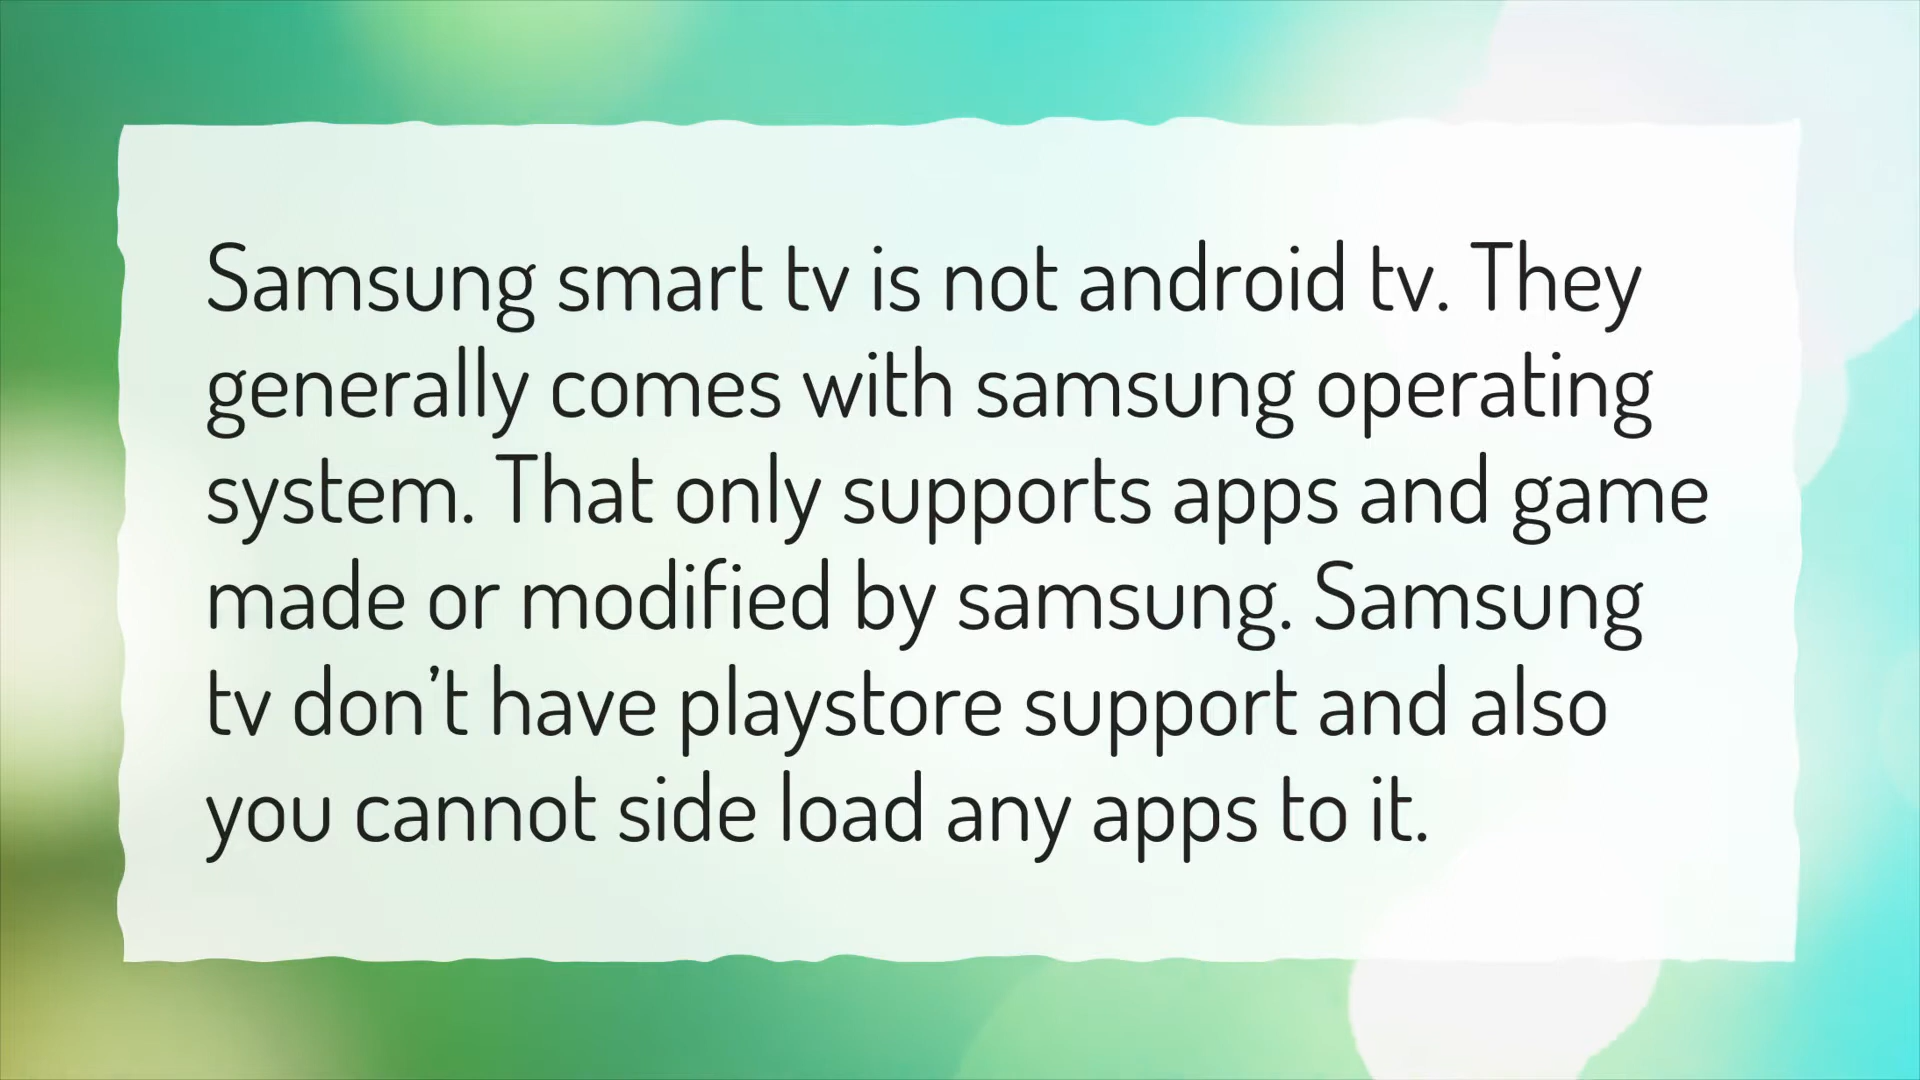 Samsung smart tv is not android tv. They
generally comes with samsung operating
system. That only supports apps and game
made or modified by samsung. Samsung
tv don’t have playstore support and also
you cannot side load any apps to it.